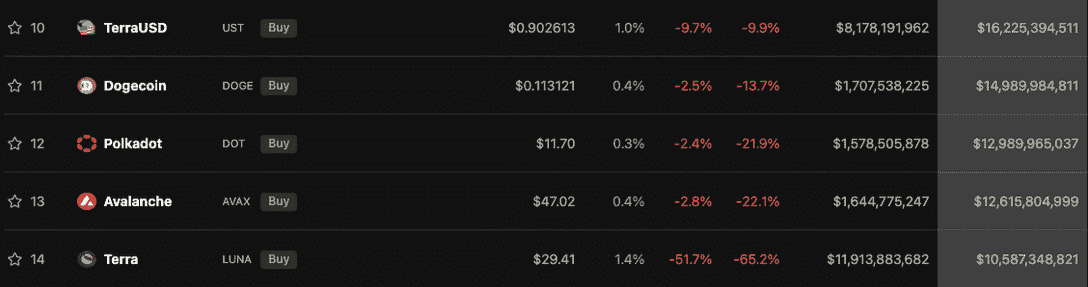 10 TerraUSD UST Buy $0.902613 1.0% -9.7% -9.9% $8,178,191,962 $16,225,394,511
11 Dogecoin DOGE Buy $0.113121 0.4% -2.5% -13.7% $1,707,538,225 $14,989,984,811
12 Polkadot DOT Buy $11.70 0.3% -2.4% -21.9% $1,578,505,878 $12,989,965,037
13 Avalanche AVAX Buy $47.02 0.4% -2.8% -22.1% $1,644,775,247 $12,615,804,999
14 Terra LUNA Buy $29.41 1.4% -51.7% -65.2% $11,913,883,682 $10,587,348,821